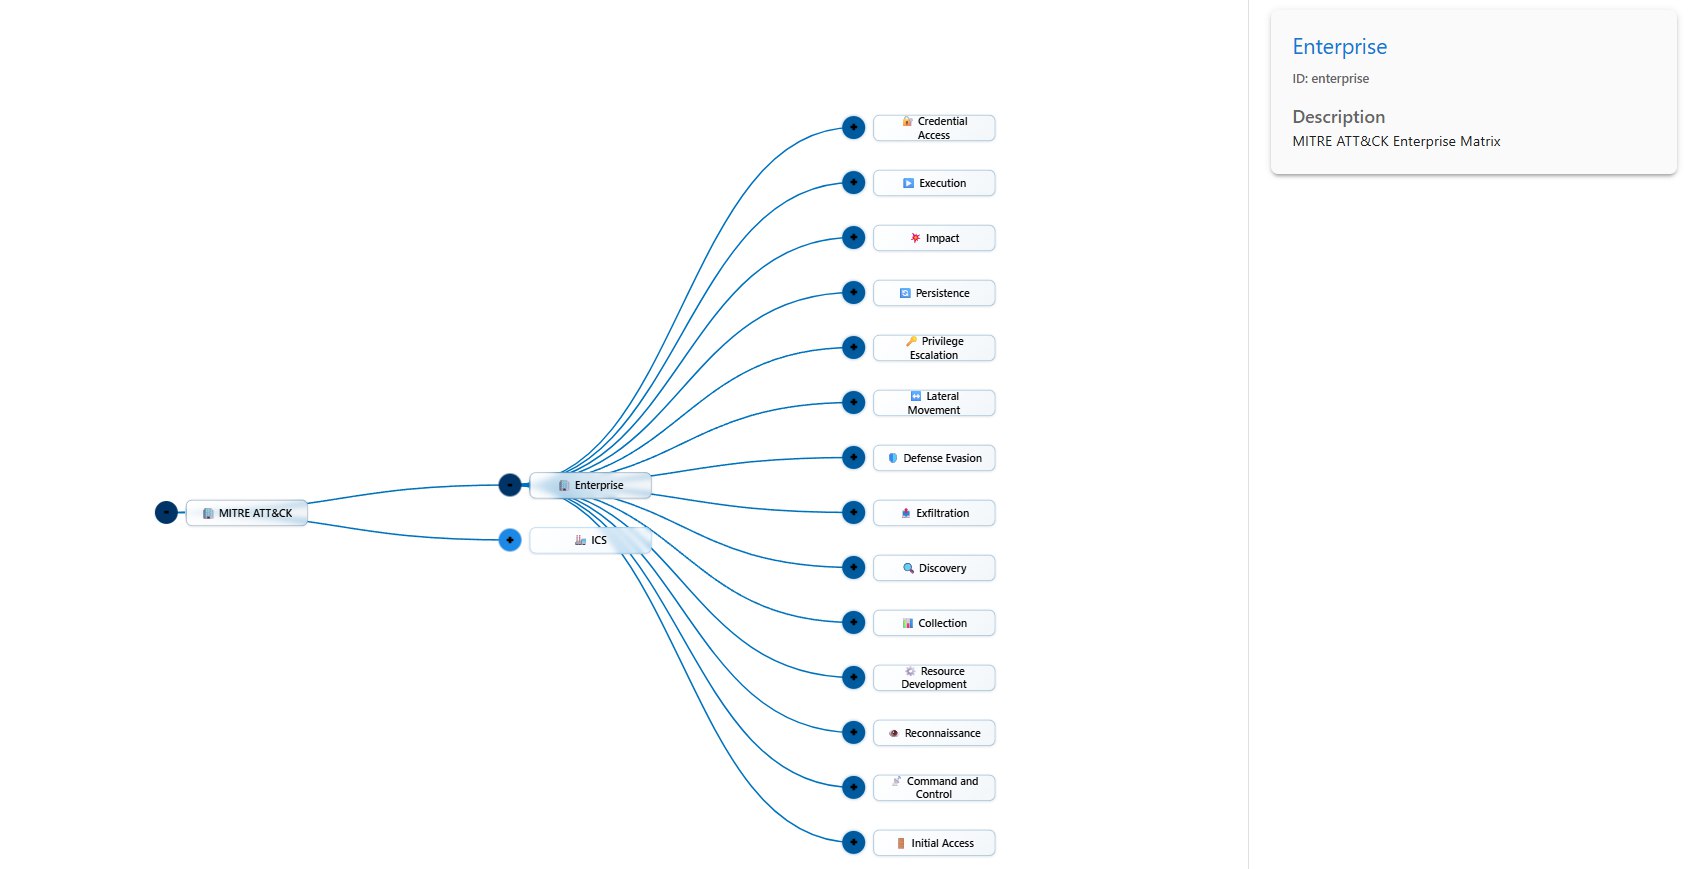 MITRE ATT&CK
Enterprise
ICS
Credential
Access
Execution
Impact
Persistence
Privilege
Escalation
Lateral
Movement
Defense Evasion
Exfiltration
Discovery
Collection
Resource
Development
Reconnaissance
Command and
Control
Initial Access
Enterprise
ID: enterprise
Description
MITRE ATT&CK Enterprise Matrix